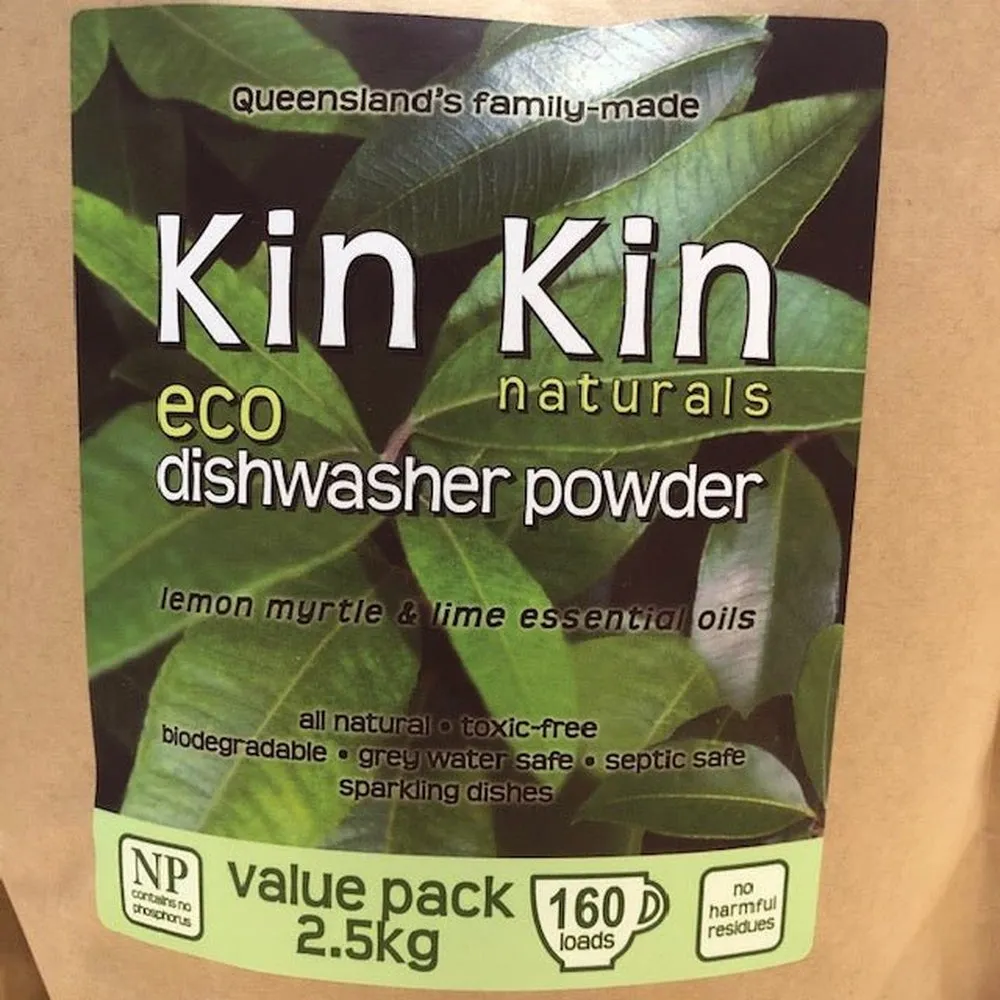 Queensland's family-made
Kin Kin
naturals
eco
dishwasher powder
lemon myrtle & lime essential oils
all natural • toxic-free
biodegradable • grey water safe • septic safe
sparkling dishes
NP
contains no
phosphorus
value pack
2.5kg
160
loads
no
harmful
residues